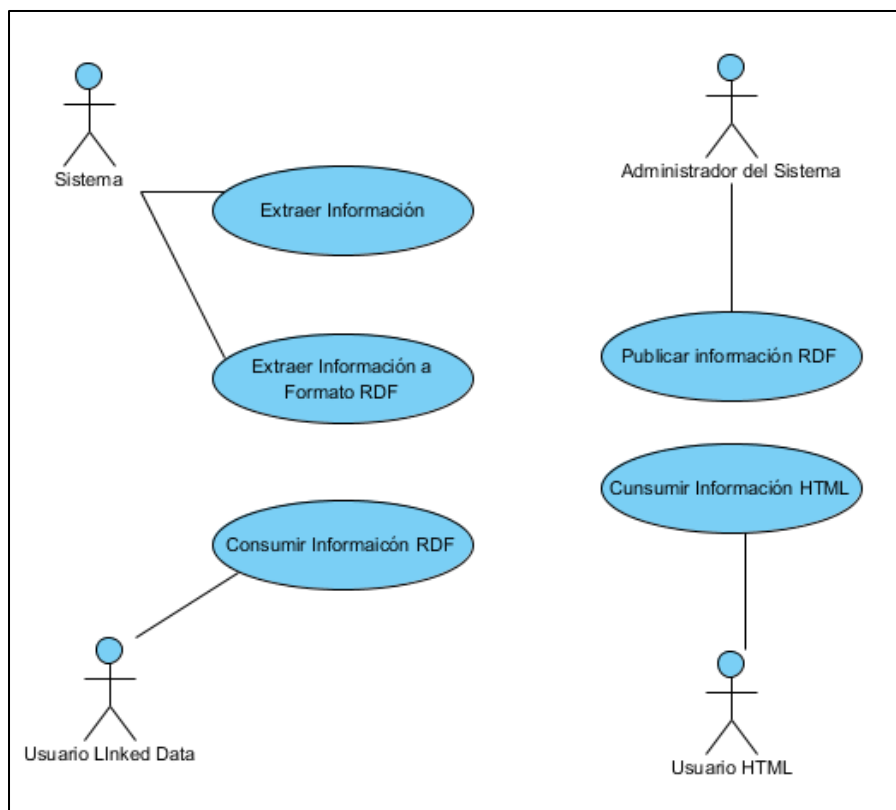 Sistema
Administrador del Sistema
Extraer Información
Extraer Información a
Formato RDF
Publicar información RDF
Cunsumir Información HTML
Consumir Informaicón RDF
Usuario LInked Data
Usuario HTML